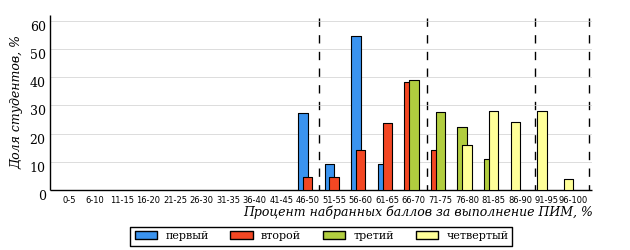 Доля студентов, %
60
50
40
30
20
10
0
0-5 6-10 11-15 16-20 21-25 26-30 31-35 36-40 41-45 46-50 51-55 56-60 61-65 66-70 71-75 76-80 81-85 86-90 91-95 96-100
Процент набранных баллов за выполнение ПИМ, %
первый второй третий четвертый